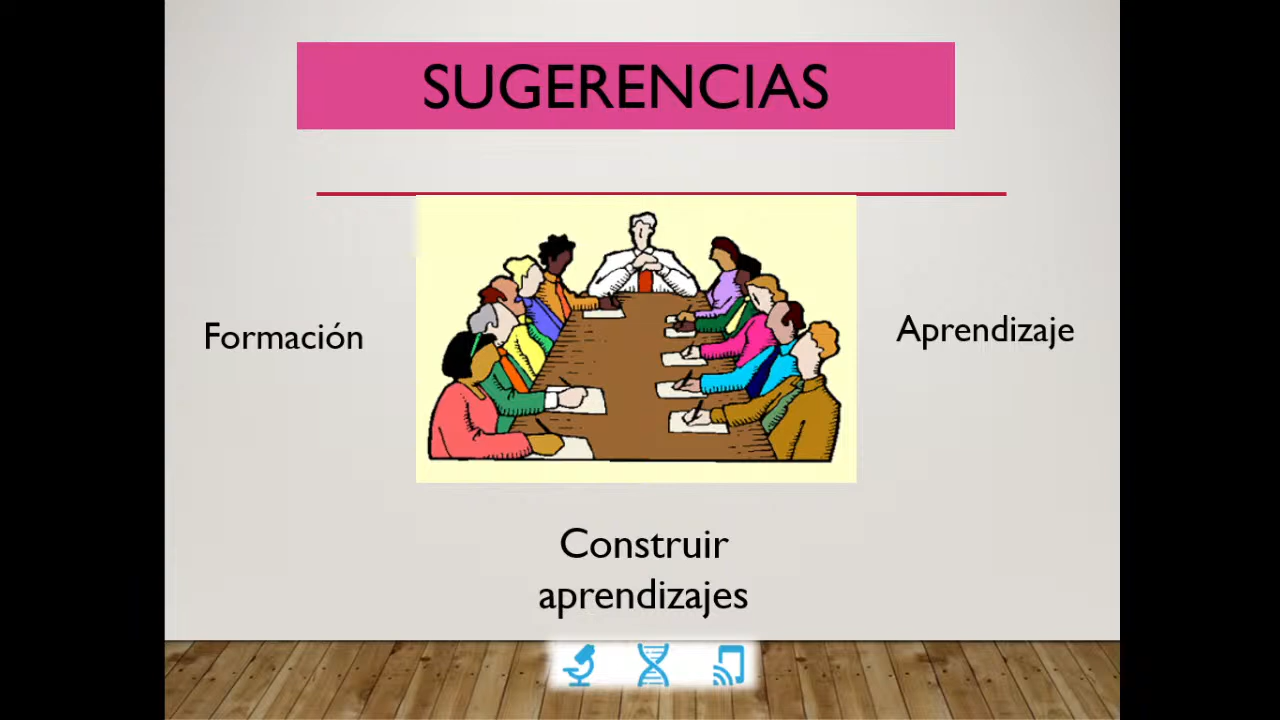 SUGERENCIAS
Formación
Aprendizaje
Construir
aprendizajes